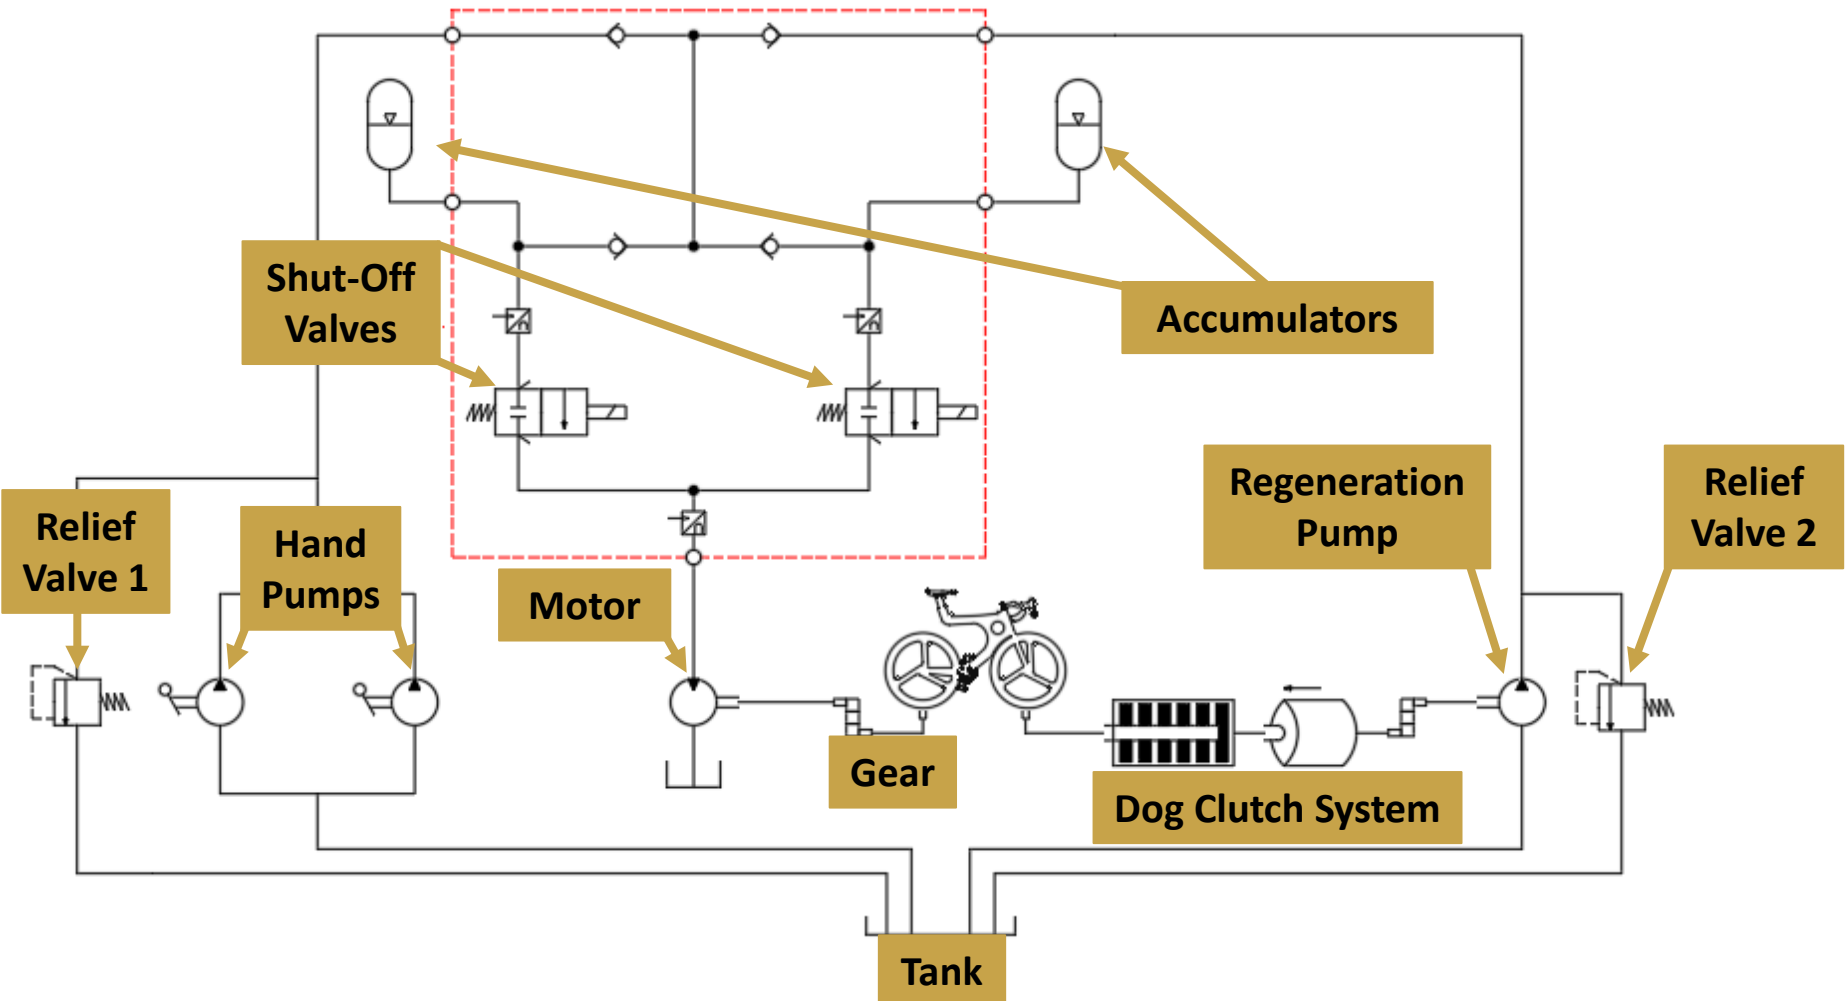 Shut-Off
Valves
Accumulators
Relief
Valve 1
Hand
Pumps
Motor
Regeneration
Pump
Relief
Valve 2
Gear
Dog Clutch System
Tank